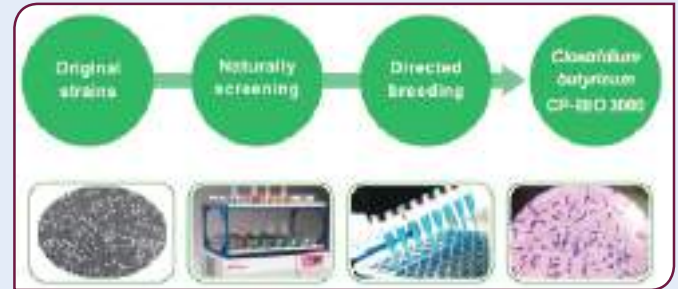 Original
strains
Naturally
screening
Directed
breeding
Clostridium
butyricum